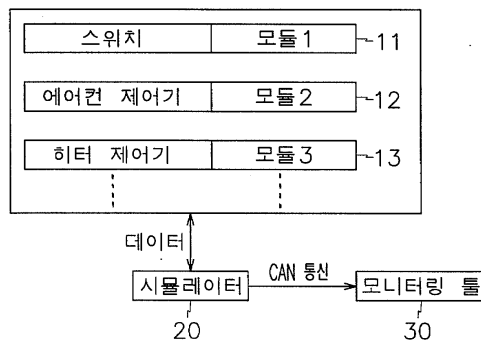 스위치 모듈1 11
에어컨 제어기 모듈2 12
히터 제어기 모듈3 13
데이터
시뮬레이터 CAN 통신 모니터링 툴
20 30